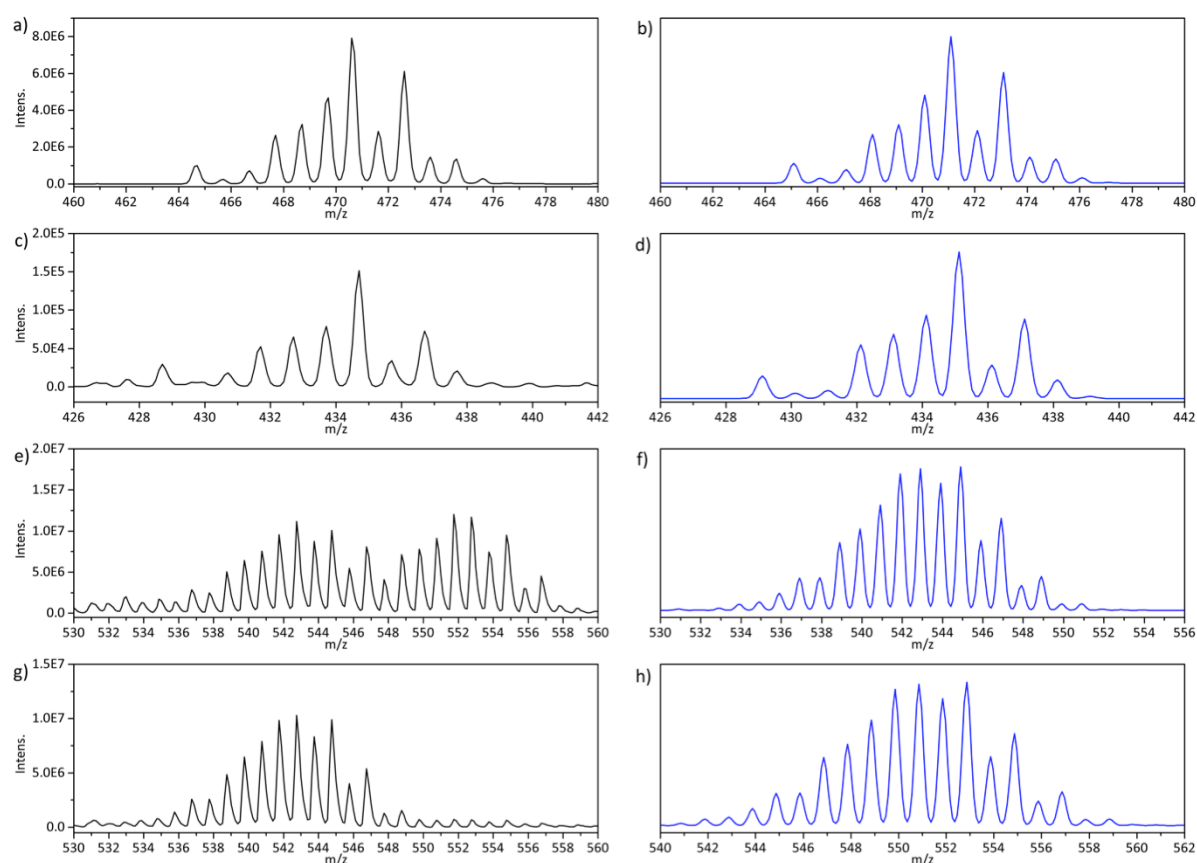 a)
Intens.
8.0E6
6.0E6
4.0E6
2.0E6
0.0
460 462 464 466 468 470 472 474 476 478 480
m/z
b)
460 462 464 466 468 470 472 474 476 478 480
m/z
c)
Intens.
2.0E5
1.5E5
1.0E5
5.0E4
0.0
426 428 430 432 434 436 438 440 442
m/z
d)
426 428 430 432 434 436 438 440 442
m/z
e)
Intens.
2.0E7
1.5E7
1.0E7
5.0E6
0.0
530 532 534 536 538 540 542 544 546 548 550 552 554 556 558 560
m/z
f)
530 532 534 536 538 540 542 544 546 548 550 552 554 556
m/z
g)
Intens.
1.5E7
1.0E7
5.0E6
0.0
530 532 534 536 538 540 542 544 546 548 550 552 554 556 558 560
m/z
h)
540 542 544 546 548 550 552 554 556 558 560 562
m/z